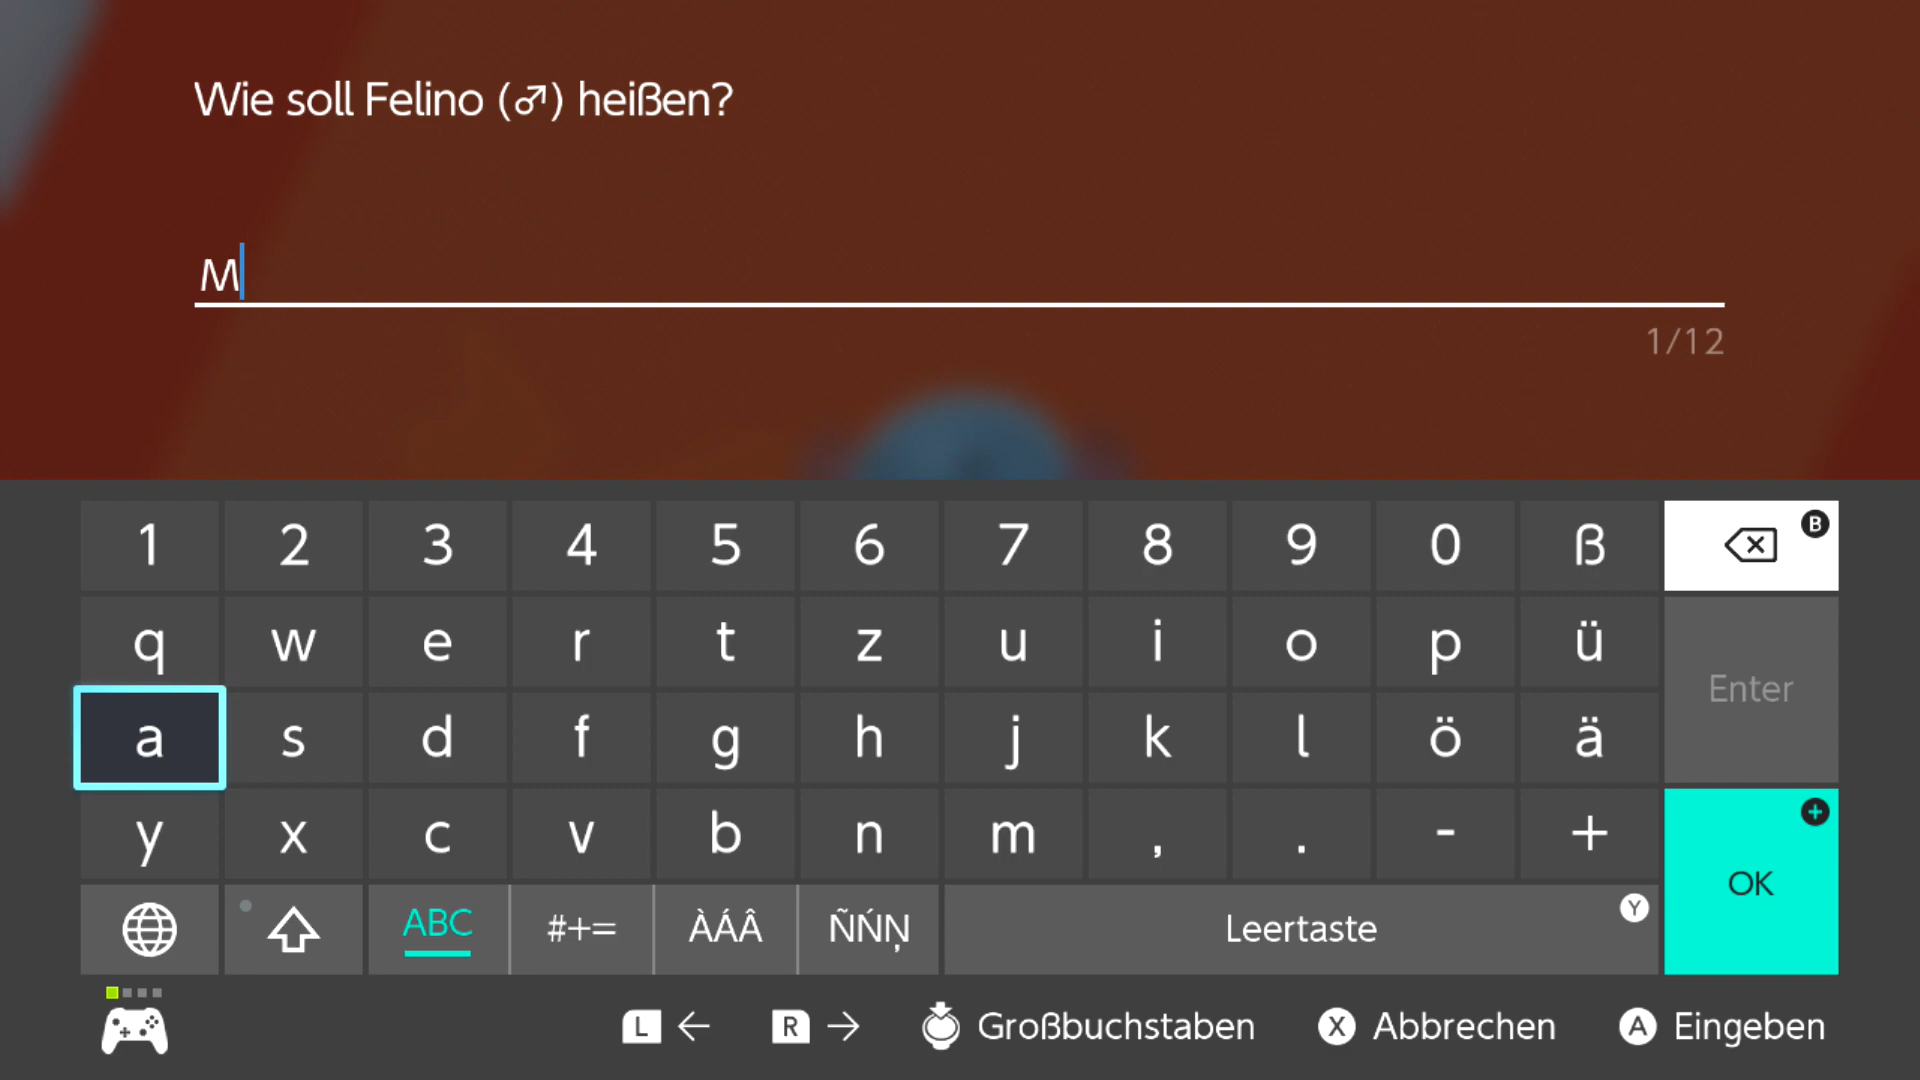 Wie soll Felino (♂) heißen?
M
1/12
1 2 3 4 5 6 7 8 9 0 ß B
q w e r t z u i o p ü Enter
a s d f g h j k l ö ä
y x c v b n m , . - + OK
ABC #+= ÀÁÂ ÑŃŅ Leertaste Y
L ← R → Großbuchstaben X Abbrechen A Eingeben